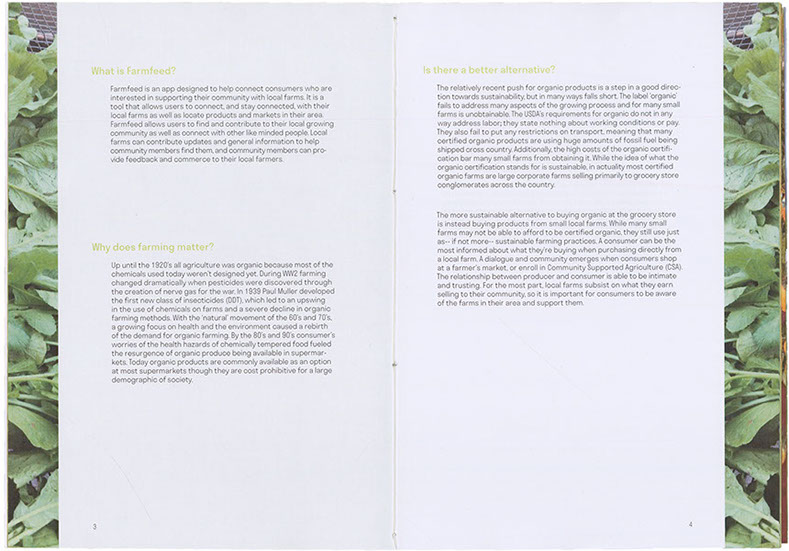 What is Farmfeed?
Farmfeed is an app designed to help connect consumers who are
interested in supporting their community with local farms. It is a
tool that allows users to connect, and stay connected, with their
local farms as well as locate products and markets in their area.
Farmfeed allows users to find and contribute to their local growing
community as well as connect with other like minded people. Local
farms can contribute updates and general information to help
community members find them, and community members can pro-
vide feedback and commerce to their local farmers.
Why does farming matter?
Up until the 1920's all agriculture was organic because most of the
chemicals used today weren't designed yet. During WW2 farming
changed dramatically when pesticides were discovered through
the creation of nerve gas for the war. In 1939 Paul Muller developed
the first new class of insecticides (DDT), which led to an upswing
in the use of chemicals on farms and a severe decline in organic
farming methods. With the 'natural' movement of the 60's and 70's,
a growing focus on health and the environment caused a rebirth
of the demand for organic farming. By the 80's and 90's consumer's
worries of the health hazards of chemically tempered food fueled
the resurgence of organic produce being available in supermar-
kets. Today organic products are commonly available as an option
at most supermarkets though they are cost prohibitive for a large
demographic of society.
3
Is there a better alternative?
The relatively recent push for organic products is a step in a good direc-
tion towards sustainability, but in many ways falls short. The label 'organic'
fails to address many aspects of the growing process and for many small
farms is unobtainable. The USDA's requirements for organic do not in any
way address labor; they state nothing about working conditions or pay.
They also fail to put any restrictions on transport, meaning that many
certified organic products are using huge amounts of fossil fuel being
shipped cross country. Additionally, the high costs of the organic certifi-
cation bar many small farms from obtaining it. While the idea of what the
organic certification stands for is sustainable, in actuality most certified
organic farms are large corporate farms selling primarily to grocery store
conglomerates across the country.
The more sustainable alternative to buying organic at the grocery store
is instead buying products from small local farms. While many small
farms may not be able to afford to be certified organic, they still use just
as-- if not more-- sustainable farming practices. A consumer can be the
most informed about what they're buying when purchasing directly from
a local farm. A dialogue and community emerges when consumers shop
at a farmer's market, or enroll in Community Supported Agriculture (CSA).
The relationship between producer and consumer is able to be intimate
and trusting. For the most part, local farms subsist on what they earn
selling to their community, so it is important for consumers to be aware
of the farms in their area and support them.
4